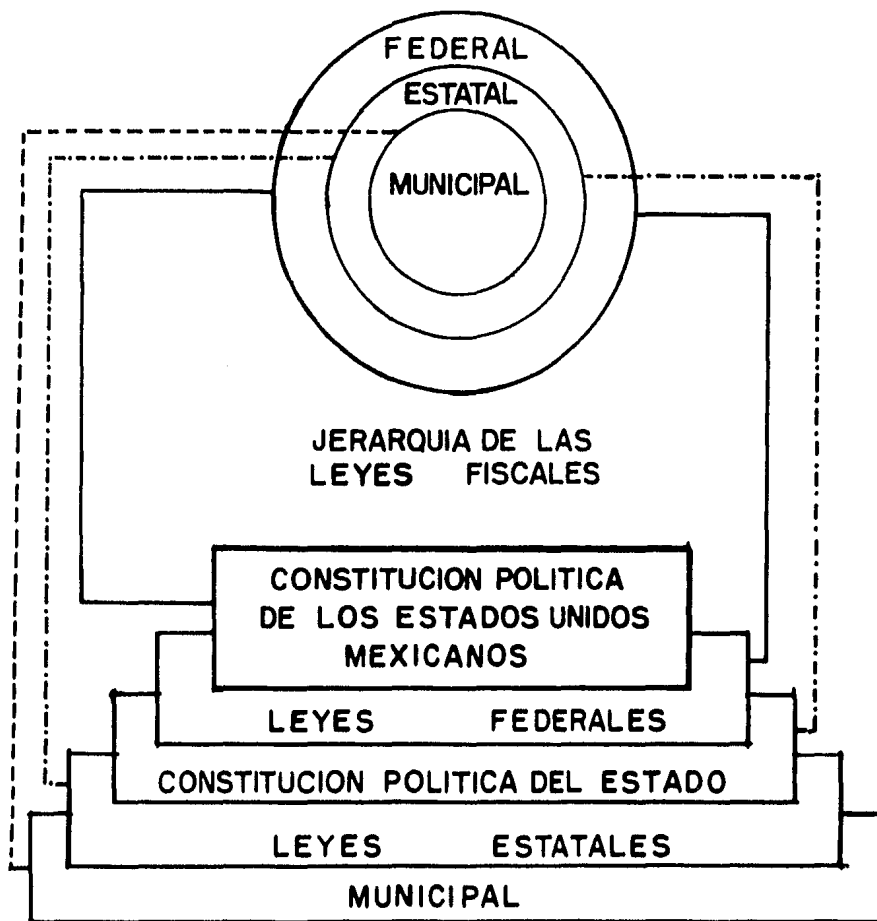 FEDERAL
ESTATAL
MUNICIPAL
JERARQUIA DE LAS
LEYES FISCALES
CONSTITUCION POLITICA
DE LOS ESTADOS UNIDOS
MEXICANOS
LEYES FEDERALES
CONSTITUCION POLITICA DEL ESTADO
LEYES ESTATALES
MUNICIPAL